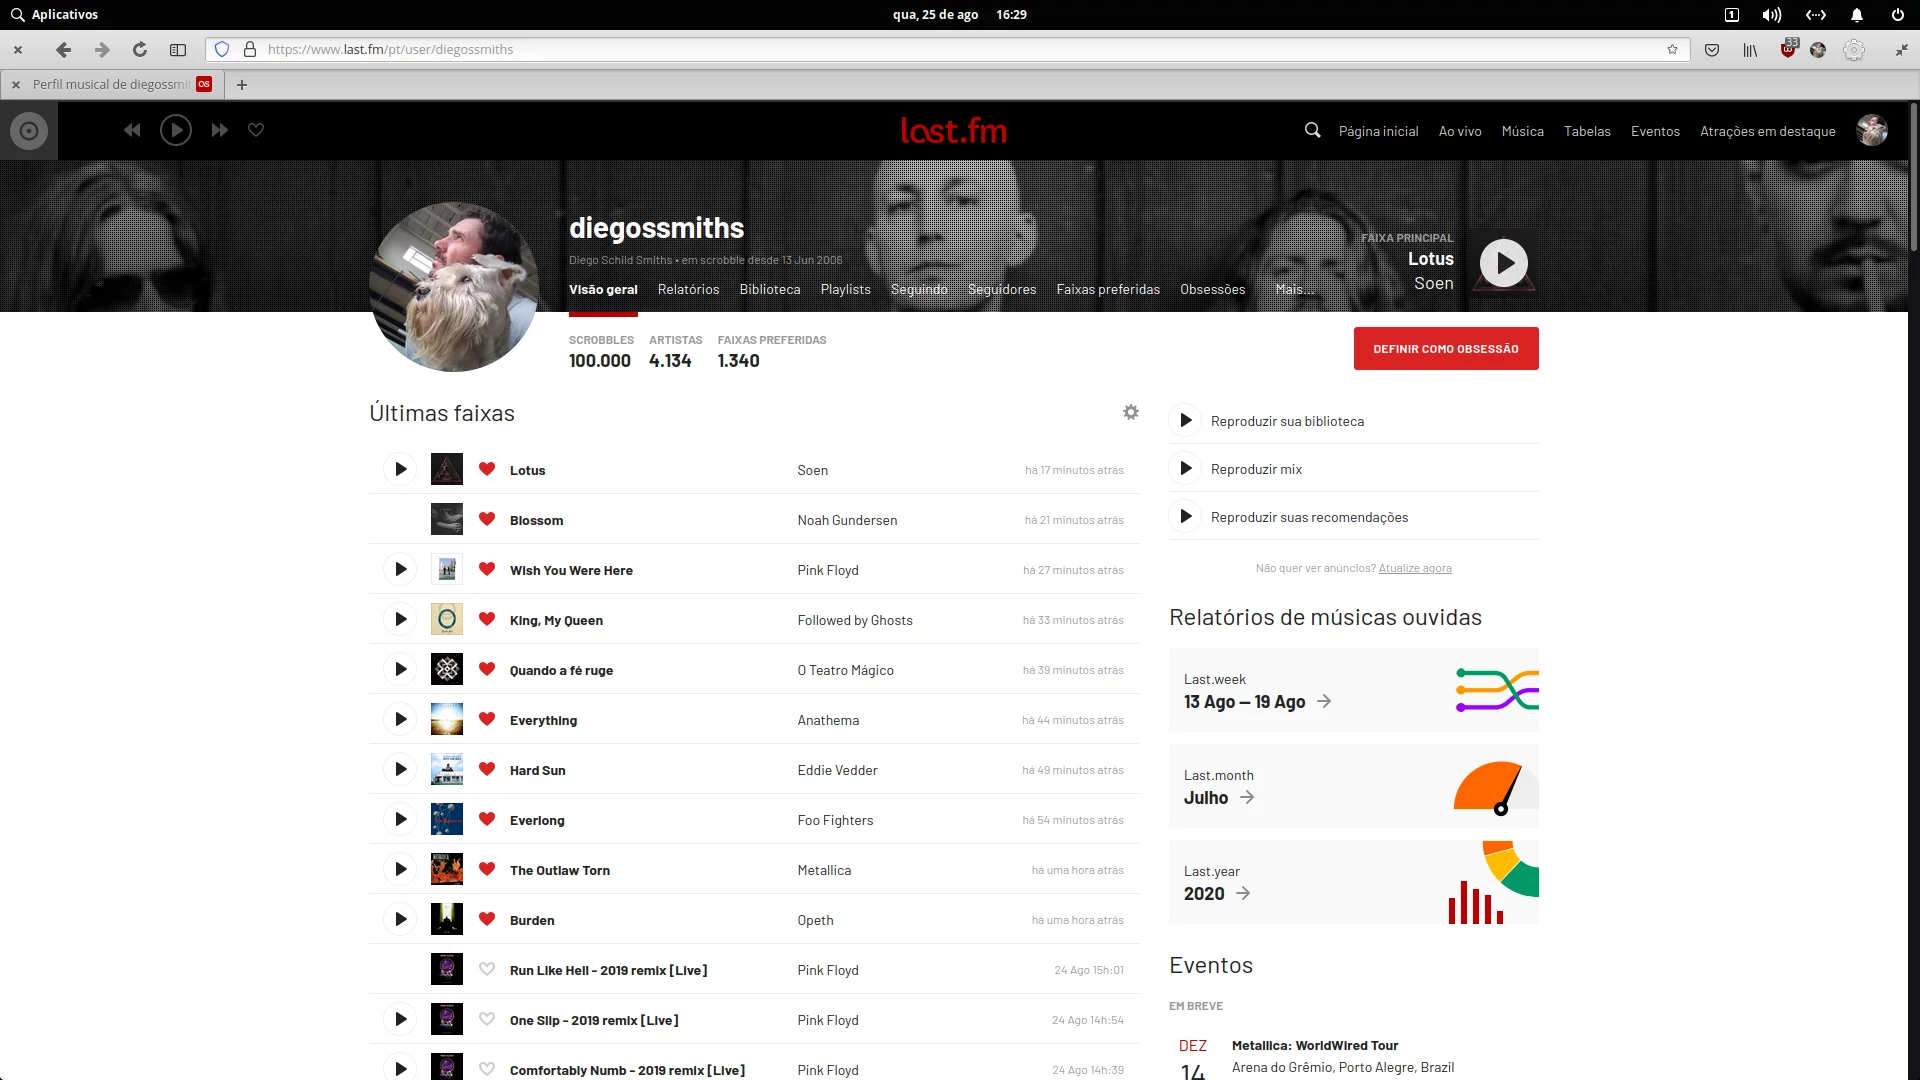 Aplicativos
qua, 25 de ago 16:29
1
https://www.last.fm/pt/user/diegossmiths
33
Perfil musical de diegossmit
os
last.fm
Página inicial Ao vivo Música Tabelas Eventos Atrações em destaque
diegossmiths
Diego Schild Smiths • em scrobble desde 13 Jun 2006
FAIXA PRINCIPAL
Lotus
Soen
Visão geral Relatórios Biblioteca Playlists Seguindo Seguidores Faixas preferidas Obsessões Mais...
SCROBBLES ARTISTAS FAIXAS PREFERIDAS
100.000 4.134 1.340
DEFINIR COMO OBSESSÃO
Últimas faixas
Lotus Soen há 17 minutos atrás
Blossom Noah Gundersen há 21 minutos atrás
Wish You Were Here Pink Floyd há 27 minutos atrás
King, My Queen Followed by Ghosts há 33 minutos atrás
Quando a fé ruge O Teatro Mágico há 39 minutos atrás
Everything Anathema há 44 minutos atrás
Hard Sun Eddie Vedder há 49 minutos atrás
Everlong Foo Fighters há 54 minutos atrás
The Outlaw Torn Metallica há uma hora atrás
Burden Opeth há uma hora atrás
Run Like Hell - 2019 remix [Live] Pink Floyd 24 Ago 15h:01
One Slip - 2019 remix [Live] Pink Floyd 24 Ago 14h:54
Comfortably Numb - 2019 remix [Live] Pink Floyd 24 Ago 14h:39
Reproduzir sua biblioteca
Reproduzir mix
Reproduzir suas recomendações
Não quer ver anúncios? Atualize agora
Relatórios de músicas ouvidas
Last.week
13 Ago — 19 Ago
Last.month
Julho
Last.year
2020
Eventos
EM BREVE
DEZ
14
Metallica: WorldWired Tour
Arena do Grêmio, Porto Alegre, Brazil